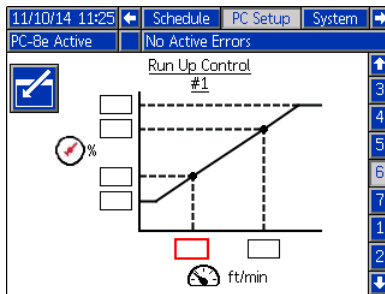 11/10/14 11:25 Schedule PC Setup System
PC-8e Active No Active Errors
Run Up Control
#1
3
4
5
6
7
1
2
%
ft/min